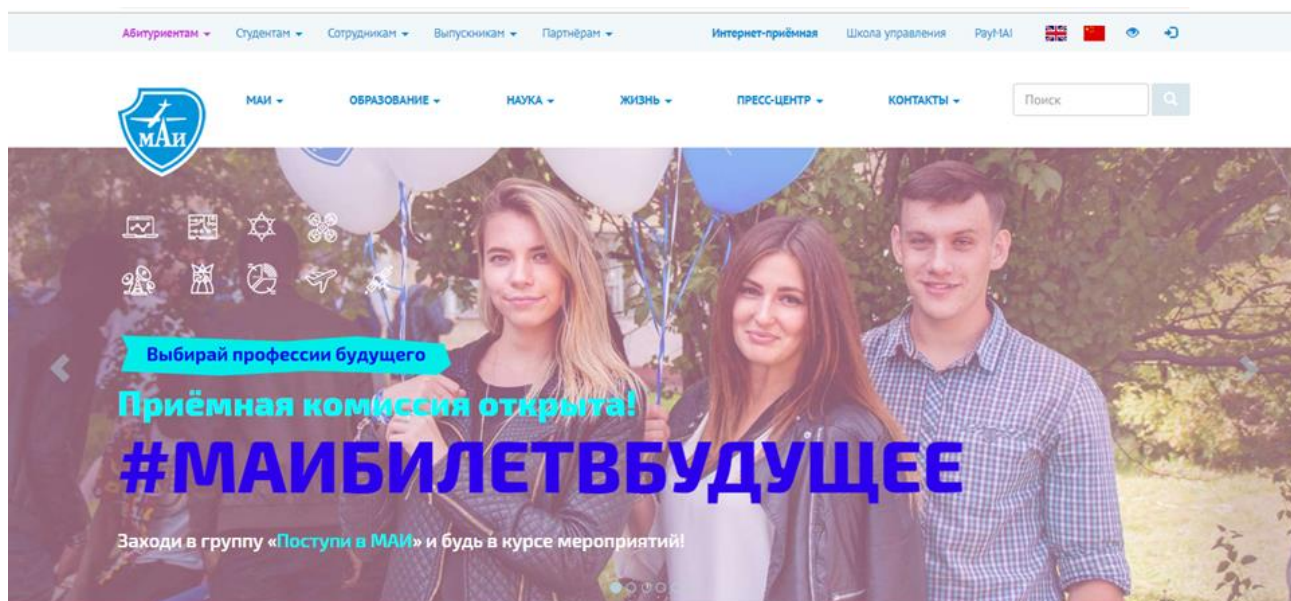 Абитуриентам Студентам Сотрудникам Выпускникам Партнёрам Интернет-приёмная Школа управления PayMAI
МАИ
МАИ ОБРАЗОВАНИЕ НАУКА ЖИЗНЬ ПРЕСС-ЦЕНТР КОНТАКТЫ Поиск
Выбирай профессии будущего
Приёмная комиссия открыта!
#МАИБИЛЕТВБУДУЩЕЕ
Заходи в группу «Поступи в МАИ» и будь в курсе мероприятий!